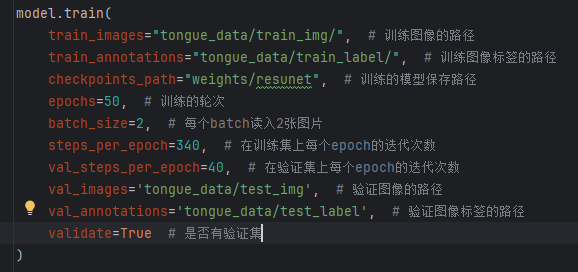 model.train(
train_images="tongue_data/train_img/",  # 训练图像的路径
train_annotations="tongue_data/train_label/",  # 训练图像标签的路径
checkpoints_path="weights/resunet",  # 训练的模型保存路径
epochs=50,  # 训练的轮次
batch_size=2,  # 每个batch读入2张图片
steps_per_epoch=340,  # 在训练集上每个epoch的迭代次数
val_steps_per_epoch=40,  # 在验证集上每个epoch的迭代次数
val_images='tongue_data/test_img',  # 验证图像的路径
val_annotations='tongue_data/test_label',  # 验证图像标签的路径
validate=True  # 是否有验证集
)